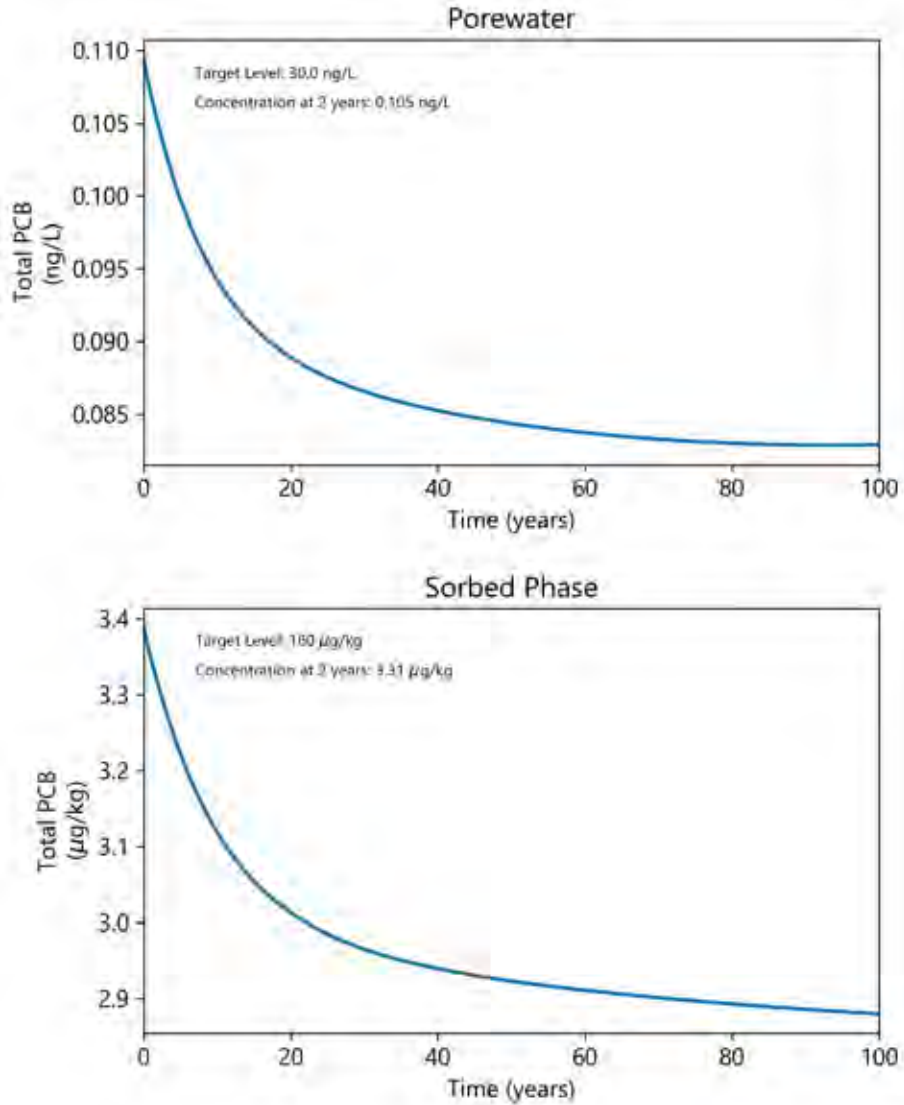 Porewater
0.110
0.105
0.100
0.095
0.090
0.085
Total PCB
(ng/L)
Target Level: 30.0 ng/L
Concentration at 2 years: 0.105 ng/L
0
20
40
60
80
100
Time (years)
Sorbed Phase
3.4
3.3
3.2
3.1
3.0
2.9
Total PCB
(µg/kg)
Target Level: 160 µg/kg
Concentration at 2 years: 3.31 µg/kg
0
20
40
60
80
100
Time (years)